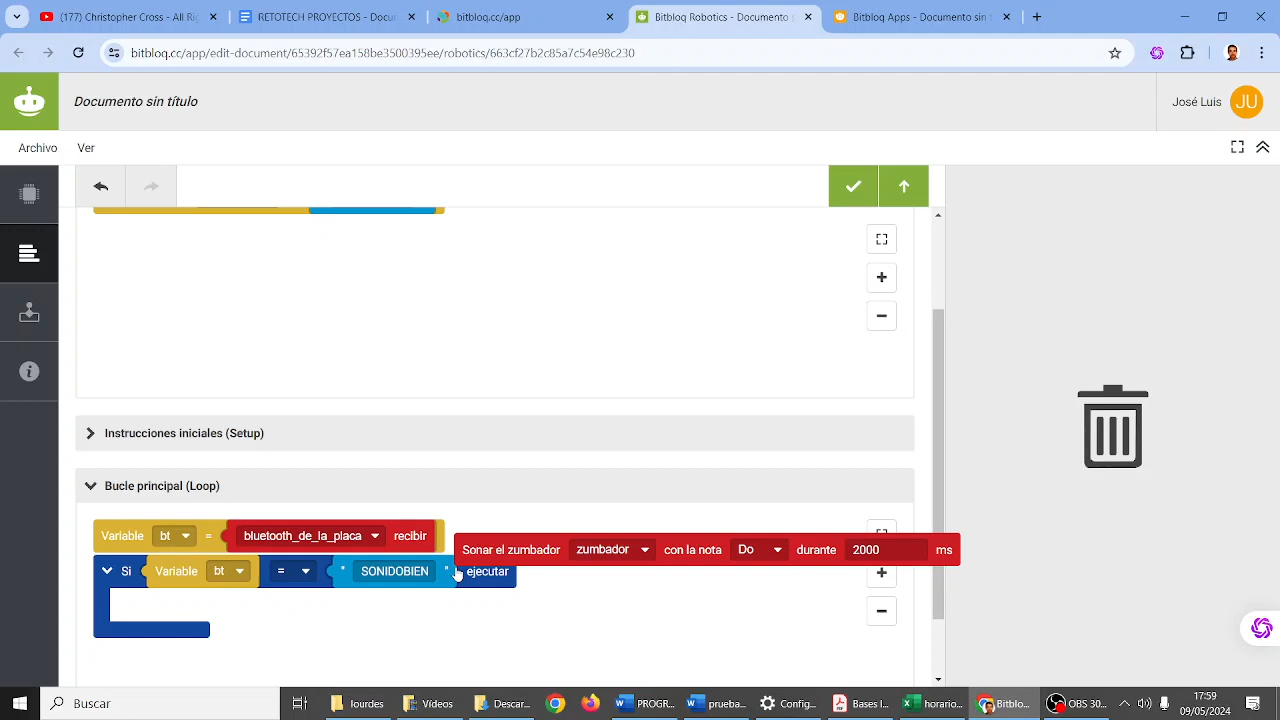 Christopher Cross - All Ri
RETOTECH PROYECTOS - Docu
bitbloq.cc/app
Bitbloq Robotics - Documento
Bitbloq Apps - Documento sin
bitbloq.cc/app/edit-document/65392f57ea158be3500395ee/robotics/663cf27b2c85a7c54e98c230
Documento sin título
José Luis
JU
Archivo
Ver
Instrucciones iniciales (Setup)
Bucle principal (Loop)
Variable bt = bluetooth_de_la_placa recibir
Sonar el zumbador zumbador con la nota Do durante 2000 ms
Si Variable bt = " SONIDOBIEN " ejecutar
Buscar
lourdes
Vídeos
Descar...
PROGR...
prueba...
Config...
Bases l...
horario...
Bitblo...
OBS 30...
17:59
09/05/2024